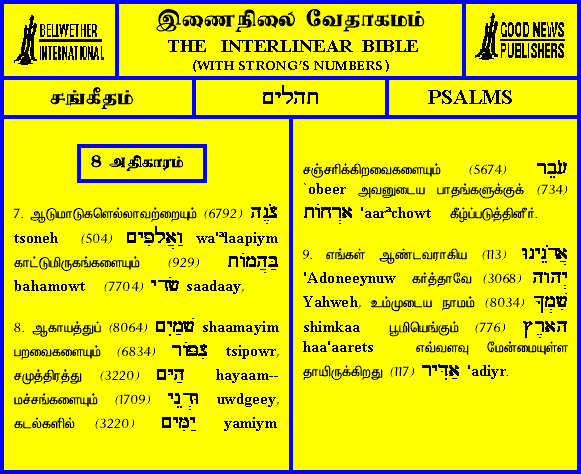 BELLWETHER
INTERNATIONAL
இணைநிலை வேதாகமம்
THE INTERLINEAR BIBLE
(WITH STRONG'S NUMBERS)
GOOD NEWS
PUBLISHERS
சங்கீதம்
תהלים
PSALMS
8 அதிகாரம்
7. ஆடுமாடுகளெல்லாவற்றையும் (6792) צֹנֶה
tsoneh (504) וַאֲלָפִים wa'ªlaapiym
காட்டுமிருகங்களையும் (929) בַּהֲמוֹת
bahamowt (7704) שָׂדָי saadaay,
8. ஆகாயத்துப் (8064) שָׁמַיִם shaamayim
பறவைகளையும் (6834) צִפּוֹר tsipowr,
சமுத்திரத்து (3220) הַיָּם hayaam--
மச்சங்களையும் (1709) וּדְגֵי uwdgeey,
கடல்களில் (3220) יַמִּים yamiym
சஞ்சரிக்கிறவைகளையும் (5674) עֹבֵר
`obeer அவனுடைய பாதங்களுக்குக் (734)
אָרְחוֹת 'aarªchowt கீழ்ப்படுத்தினீர்.
9. எங்கள் ஆண்டவராகிய (113) אֲדֹנֵינוּ
'Adoneeynuw கர்த்தாவே (3068) יְהוָה
Yahweh, உம்முடைய நாமம் (8034) שִׁמְךָ
shimkaa பூமியெங்கும் (776) הָאָרֶץ
haa'aarets எவ்வளவு மேன்மையுள்ள
தாயிருக்கிறது (117) אַדִּיר 'adiyr.